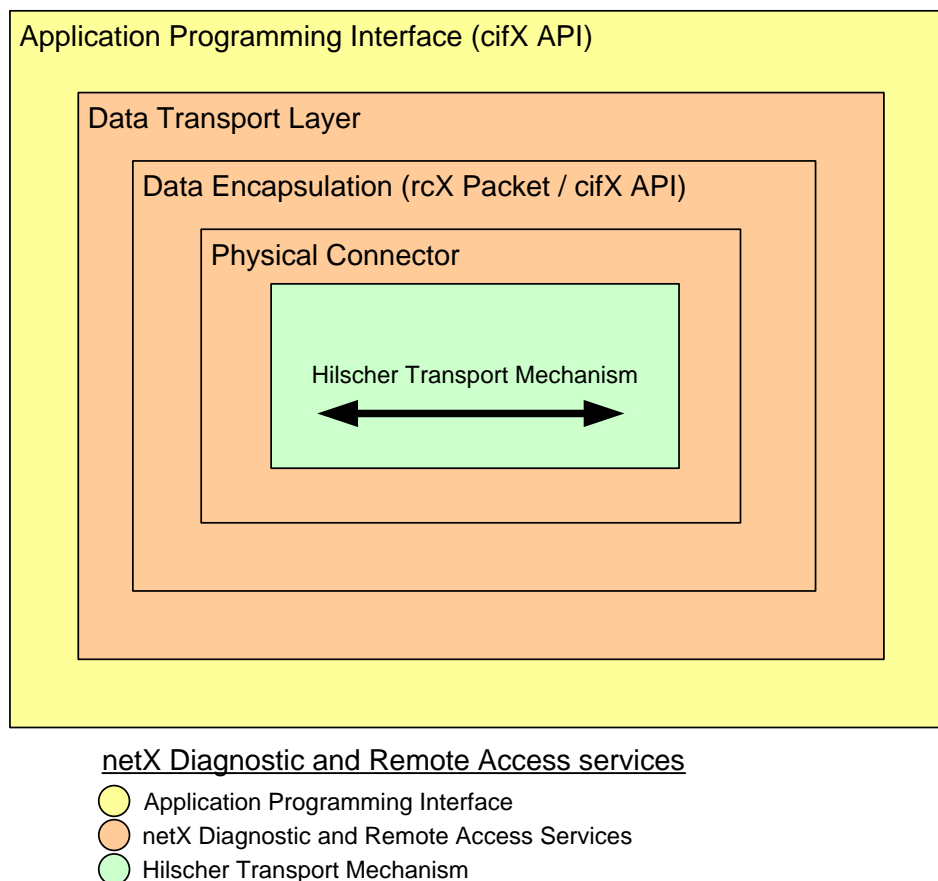 Application Programming Interface (cifX API)
Data Transport Layer
Data Encapsulation (rcX Packet / cifX API)
Physical Connector
Hilscher Transport Mechanism
netX Diagnostic and Remote Access services
Application Programming Interface
netX Diagnostic and Remote Access Services
Hilscher Transport Mechanism